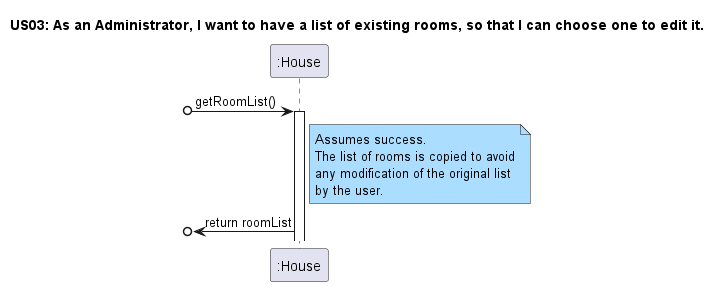 US03: As an Administrator, I want to have a list of existing rooms, so that I can choose one to edit it.
:House
getRoomList()
Assumes success.
The list of rooms is copied to avoid
any modification of the original list
by the user.
return roomList
:House